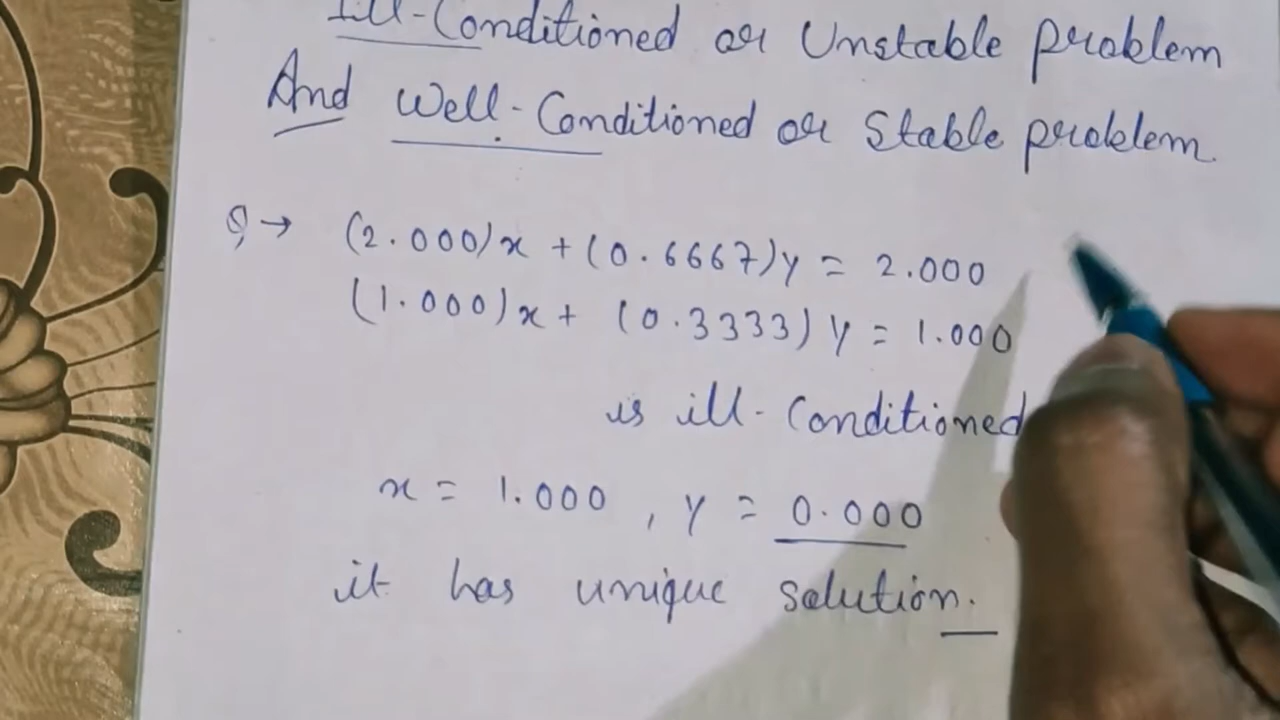 Ill-Conditioned or Unstable problem
And Well-Conditioned or Stable problem.
Q → (2.000)x + (0.6667)y = 2.000
(1.000)x + (0.3333)y = 1.000
is ill-Conditioned
x = 1.000, y = 0.000
it has unique solution.